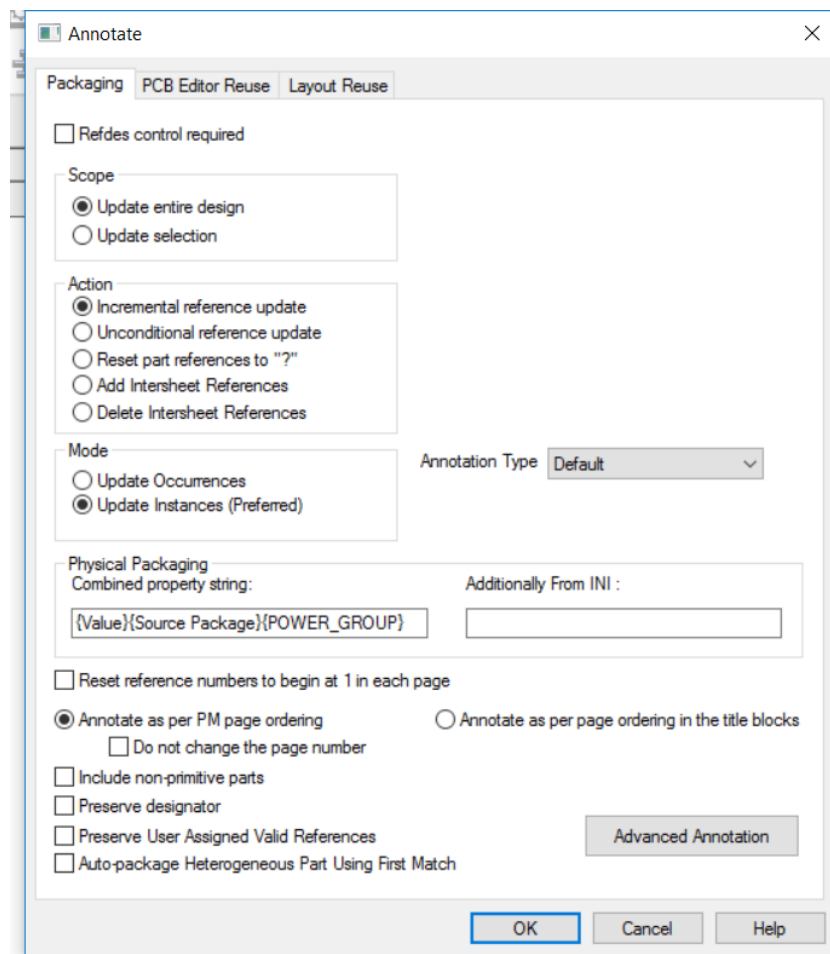 Annotate
Packaging PCB Editor Reuse Layout Reuse
Refdes control required
Scope
Update entire design
Update selection
Action
Incremental reference update
Unconditional reference update
Reset part references to "?"
Add Intersheet References
Delete Intersheet References
Mode
Update Occurrences
Update Instances (Preferred)
Annotation Type Default
Physical Packaging
Combined property string: Additionally From INI :
{Value}{Source Package}{POWER_GROUP}
Reset reference numbers to begin at 1 in each page
Annotate as per PM page ordering Annotate as per page ordering in the title blocks
Do not change the page number
Include non-primitive parts
Preserve designator
Preserve User Assigned Valid References
Advanced Annotation
Auto-package Heterogeneous Part Using First Match
OK Cancel Help